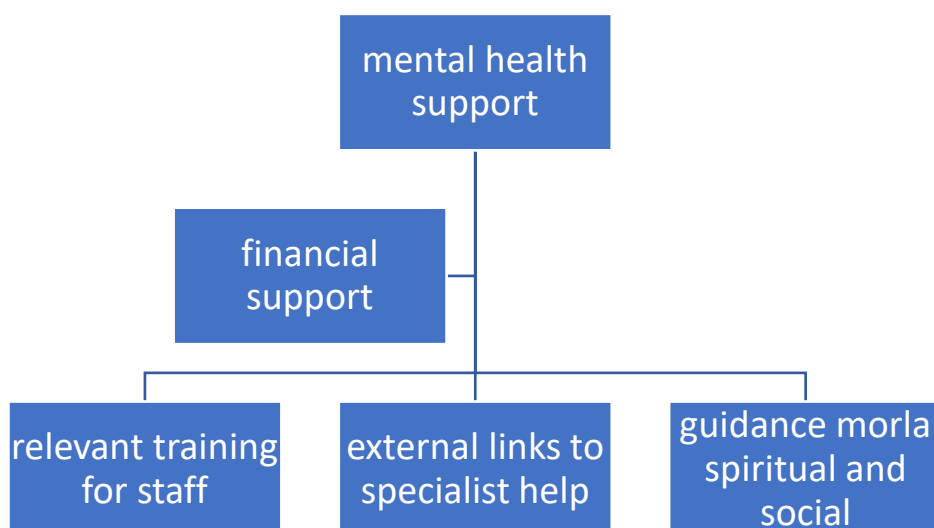 mental health
support
financial
support
relevant training
for staff
external links to
specialist help
guidance morla
spiritual and
social